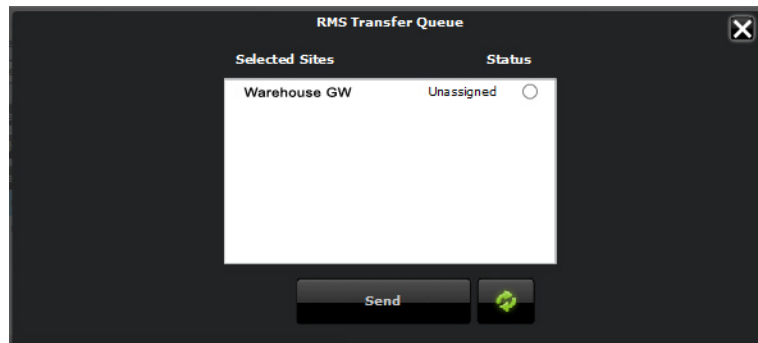 RMS Transfer Queue
Selected Sites Status
Warehouse GW Unassigned
Send